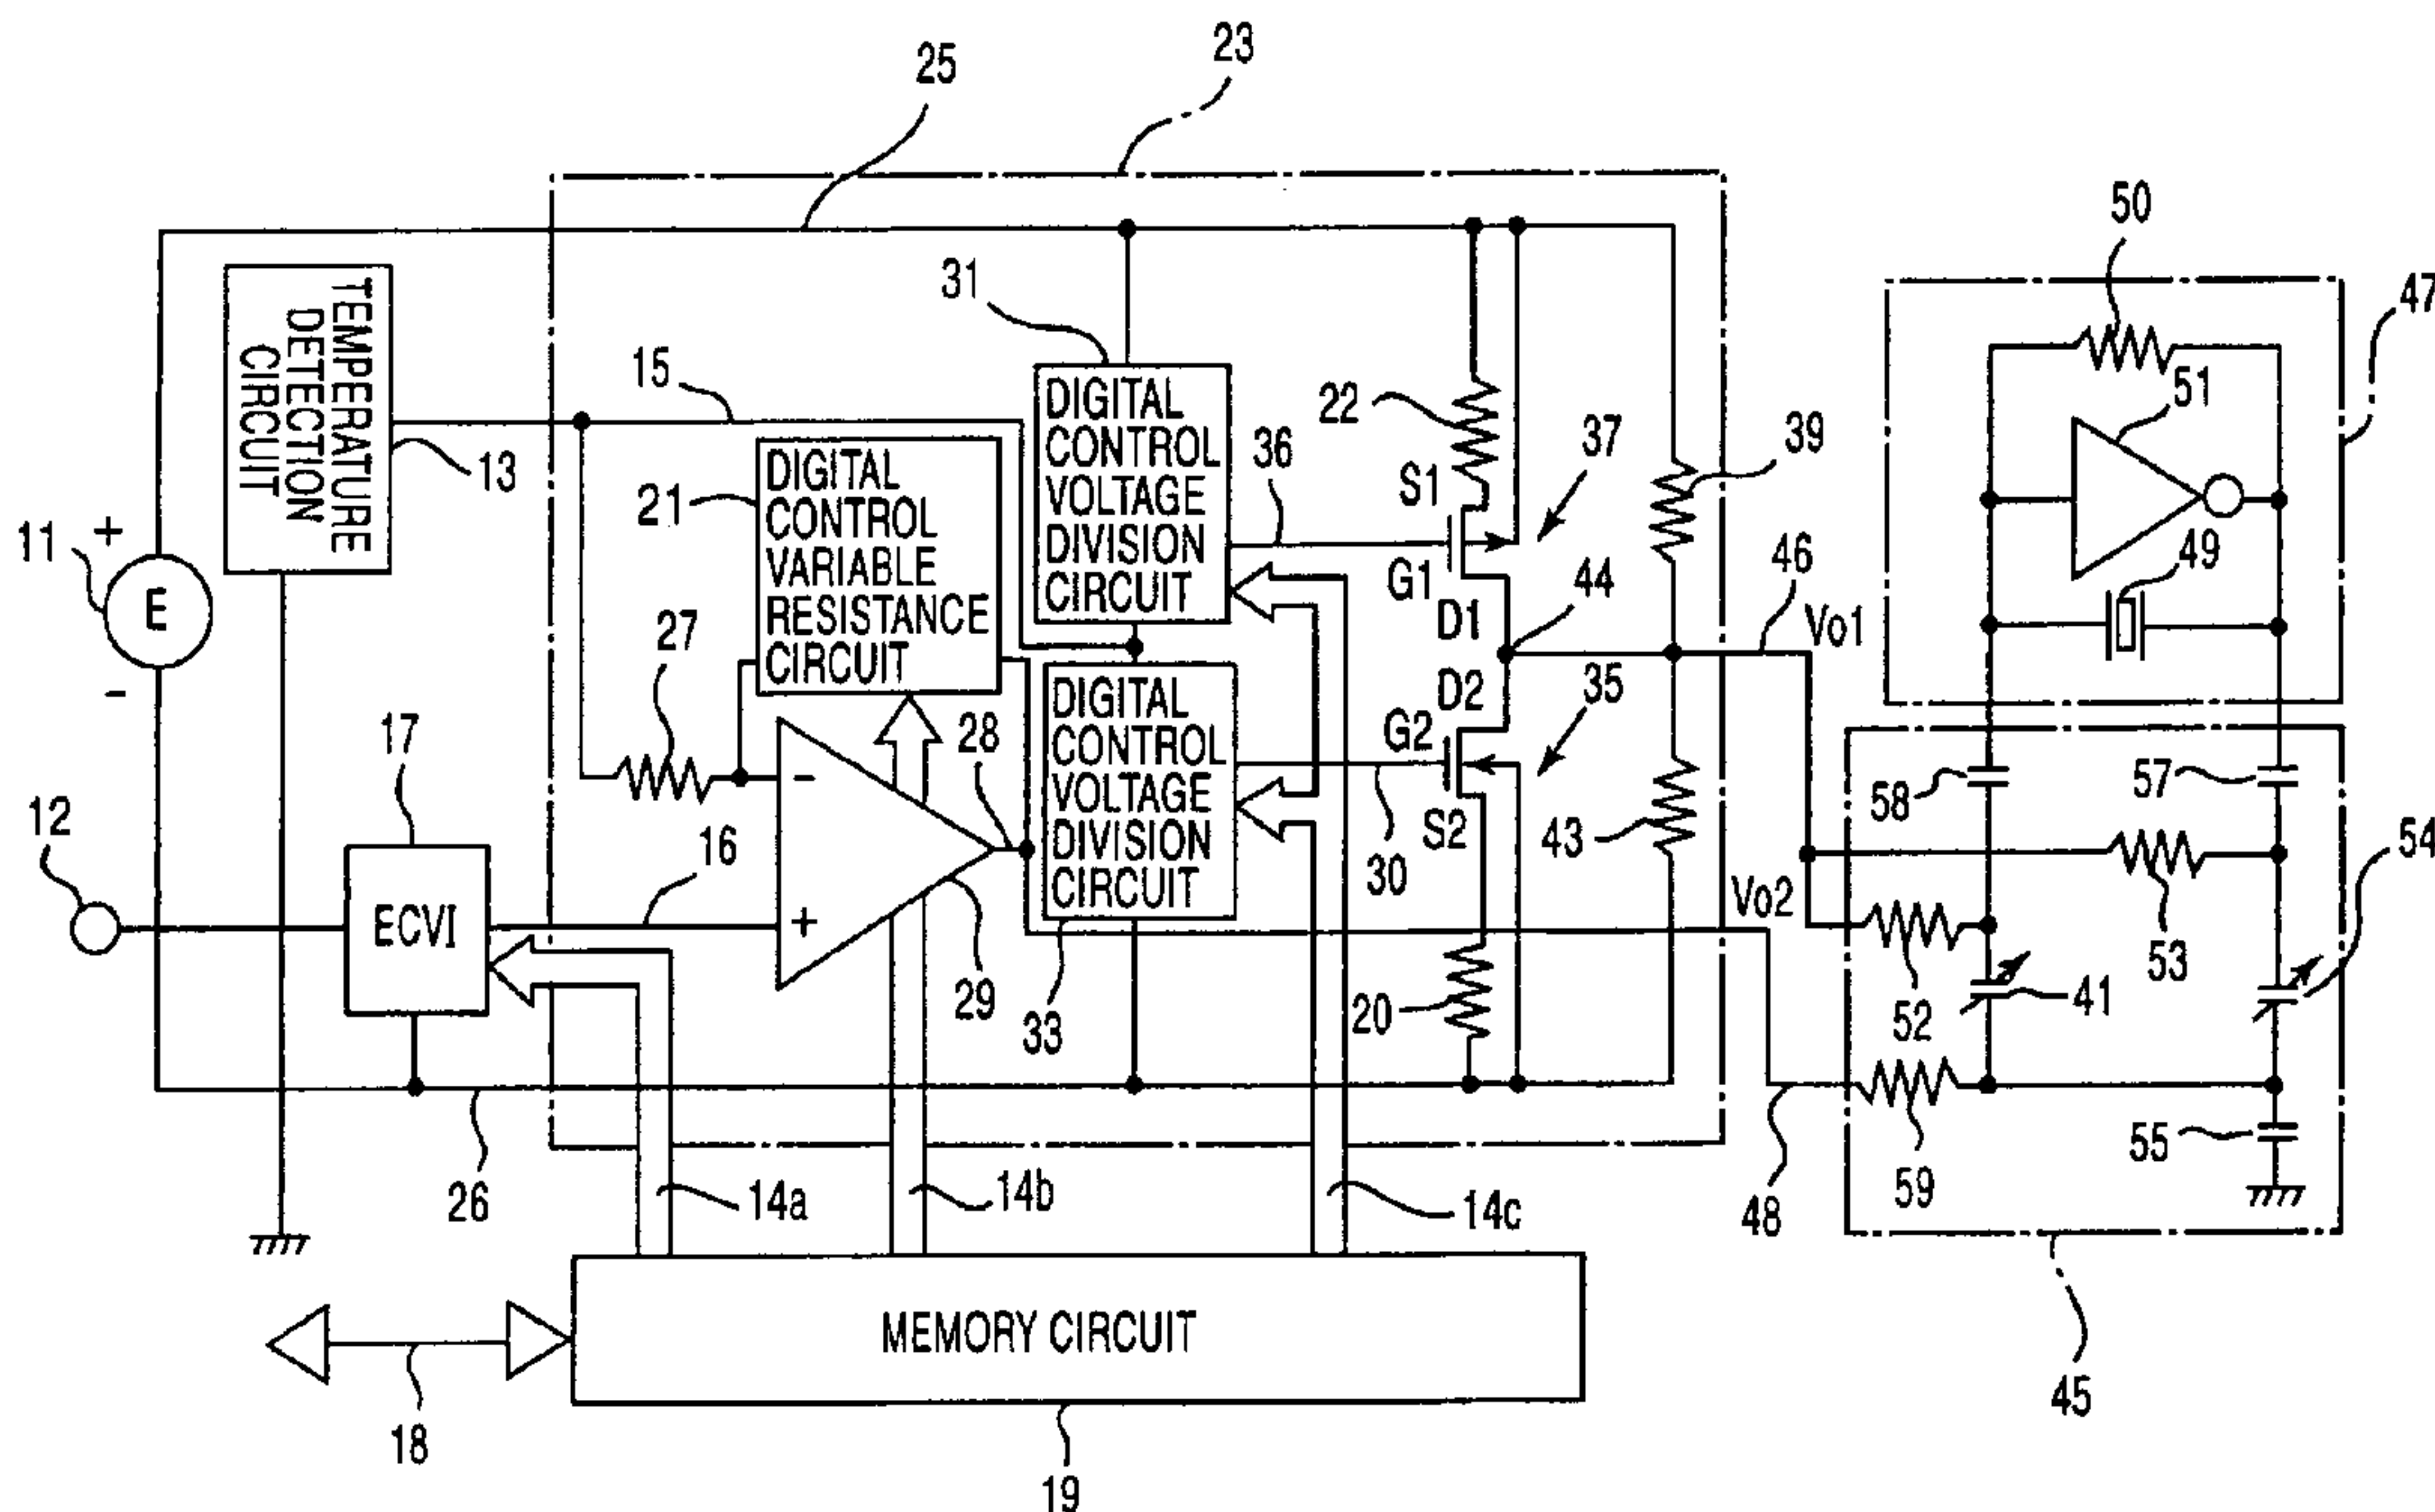 23
25
50
47
31
TEMPERATURE
DETECTION
CIRCUIT
15
DIGITAL
CONTROL
VOLTAGE
DIVISION
CIRCUIT
22
51
37
39
36
13
DIGITAL
CONTROL
VARIABLE
RESISTANCE
CIRCUIT
21
S1
+
11
E
-
G1
D1
44
46
49
Vo1
27
DIGITAL
CONTROL
VOLTAGE
DIVISION
CIRCUIT
D2
35
G2
28
17
-
58
57
12
16
S2
43
54
30
Vo2
ECVI
+
53
29
33
20
52
41
55
26
14a
14b
14c
48
59
MEMORY CIRCUIT
45
18
19